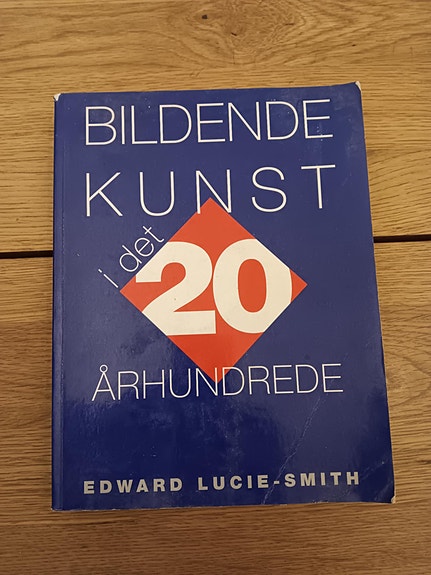 BILDENDE
KUNST
i det
20
ÅRHUNDREDE
EDWARD LUCIE-SMITH